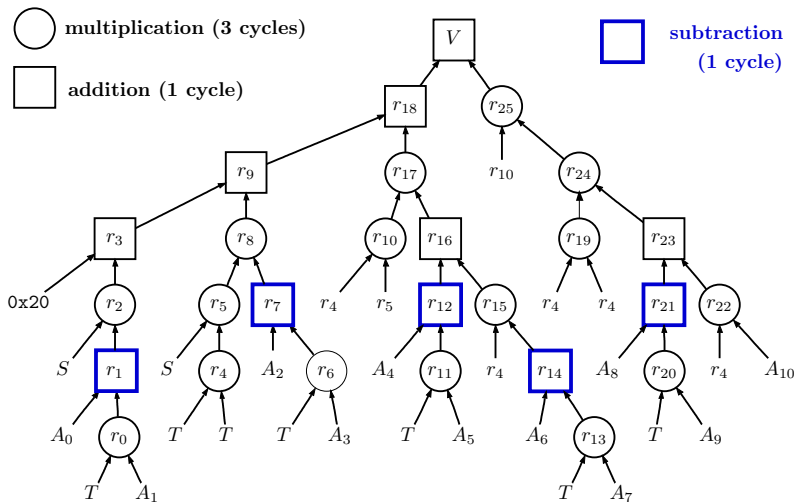 multiplication (3 cycles)
V
subtraction
(1 cycle)
addition (1 cycle)
r₁₈
r₂₅
r₉
r₁₇
r₁₀
r₂₄
r₃
r₈
r₁₀
r₁₆
r₁₉
r₂₃
0x20
r₂
r₅
r₇
r₄
r₅
r₁₂
r₁₅
r₄
r₄
r₂₁
r₂₂
S
r₁
S
r₄
A₂
r₆
A₄
r₁₁
r₄
r₁₄
A₈
r₂₀
r₄
A₁₀
A₀
r₀
T
T
T
A₃
T
A₅
A₆
r₁₃
T
A₉
T
A₁
T
A₇